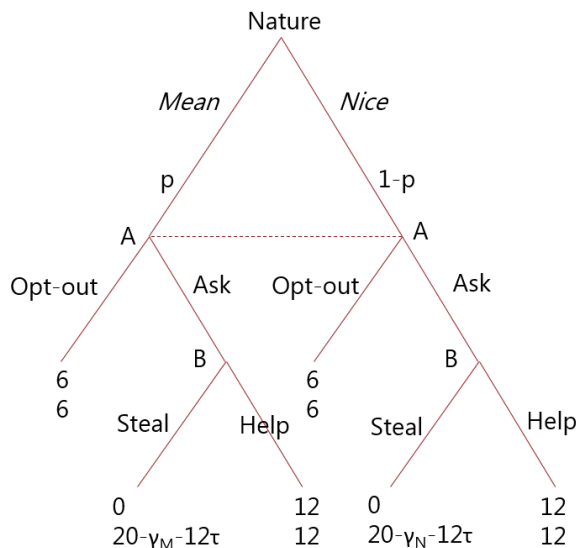 Nature
Mean Nice
p 1-p
A A
Opt-out Ask Opt-out Ask
B B
6 6
6 6
Steal Help Steal Help
0 12 0 12
20-γM-12τ 12 20-γN-12τ 12